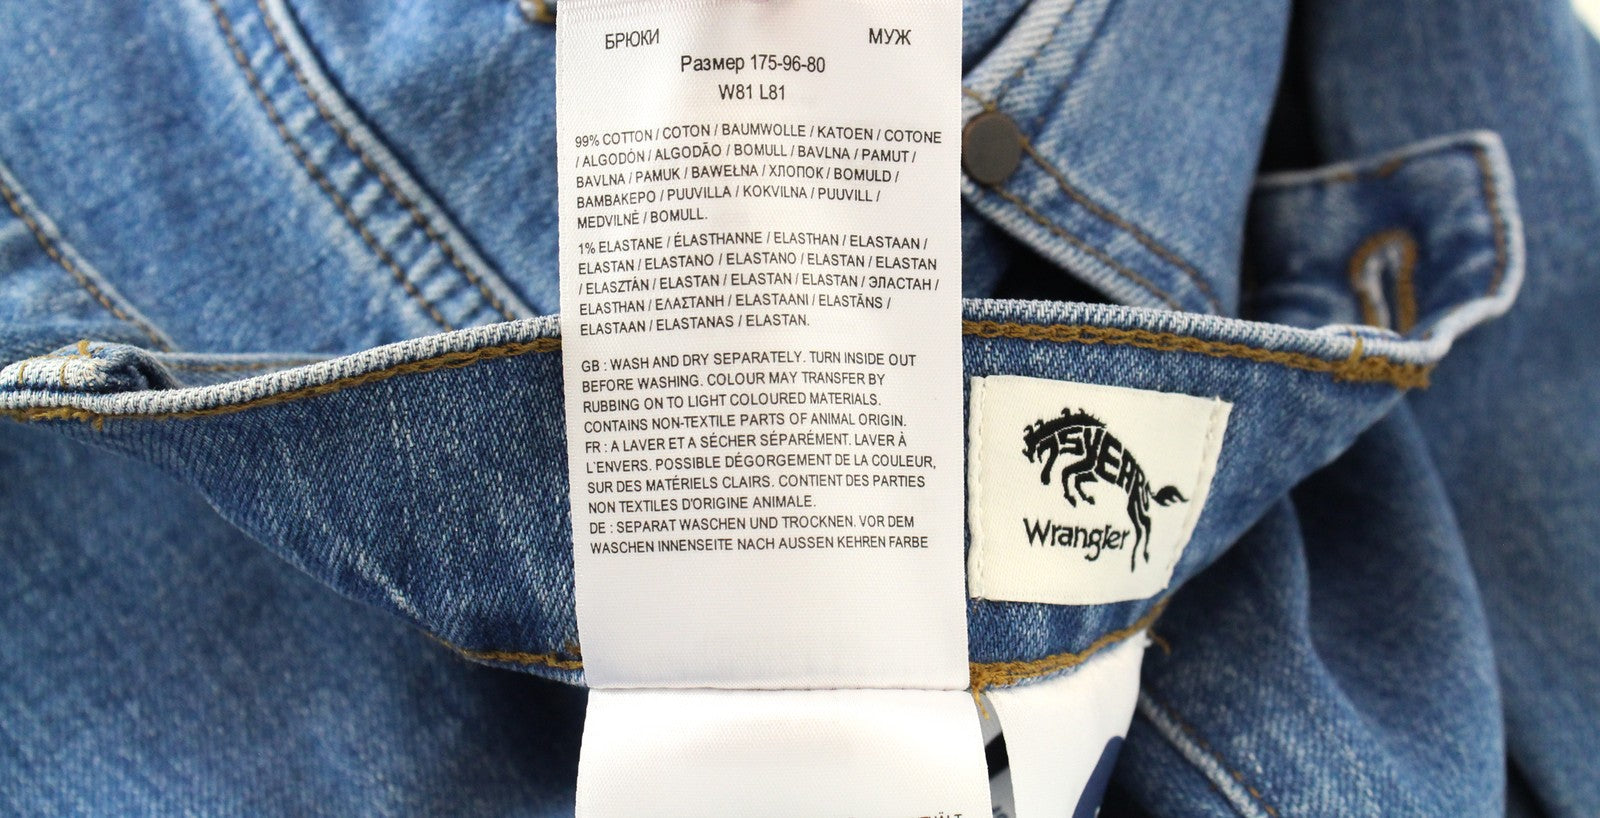 БРЮКИ МУЖ
Размер 175-96-80
W81 L81
99% COTTON / COTON / BAUMWOLLE / KATOEN / COTONE
/ ALGODÓN / ALGODÃO / BOMULL / BAVLNA / PAMUT /
BAVLNA / PAMUK / BAWEŁNA / ХЛОПОК / BOMULD /
BAMBAKEPO / PUUVILLA / KOKVILNA / PUUVILL /
MEDVILNĖ / BOMULL.
1% ELASTANE / ÉLASTHANNE / ELASTHAN / ELASTAAN /
ELASTAN / ELASTANO / ELASTANO / ELASTAN / ELASTAN
/ ELASZTÁN / ELASTAN / ELASTAN / ELASTAN / ЭЛАСТАН /
ELASTHAN / ΕΛΑΣΤΑΝΗ / ELASTAANI / ELASTĀNS /
ELASTAAN / ELASTANAS / ELASTAN.
GB : WASH AND DRY SEPARATELY. TURN INSIDE OUT
BEFORE WASHING. COLOUR MAY TRANSFER BY
RUBBING ON TO LIGHT COLOURED MATERIALS.
CONTAINS NON-TEXTILE PARTS OF ANIMAL ORIGIN.
FR : A LAVER ET A SÉCHER SÉPARÉMENT. LAVER À
L'ENVERS. POSSIBLE DÉGORGEMENT DE LA COULEUR,
SUR DES MATÉRIELS CLAIRS. CONTIENT DES PARTIES
NON TEXTILES D'ORIGINE ANIMALE.
DE : SEPARAT WASCHEN UND TROCKNEN. VOR DEM
WASCHEN INNENSEITE NACH AUSSEN KEHREN FARBE
75 YEARS
Wrangler